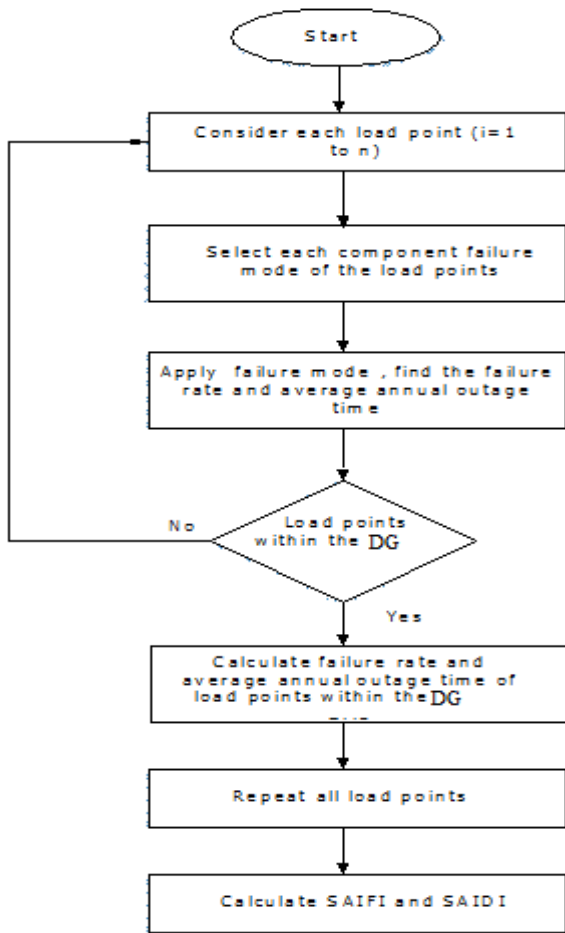 Start
Consider each load point (i=1
to n)
Select each component failure
mode of the load points
Apply failure mode , find the failure
rate and average annual outage
time
Load points
within the DG
No
Yes
Calculate failure rate and
average annual outage time of
load points within the DG
Repeat all load points
Calculate SAIFI and SAIDI